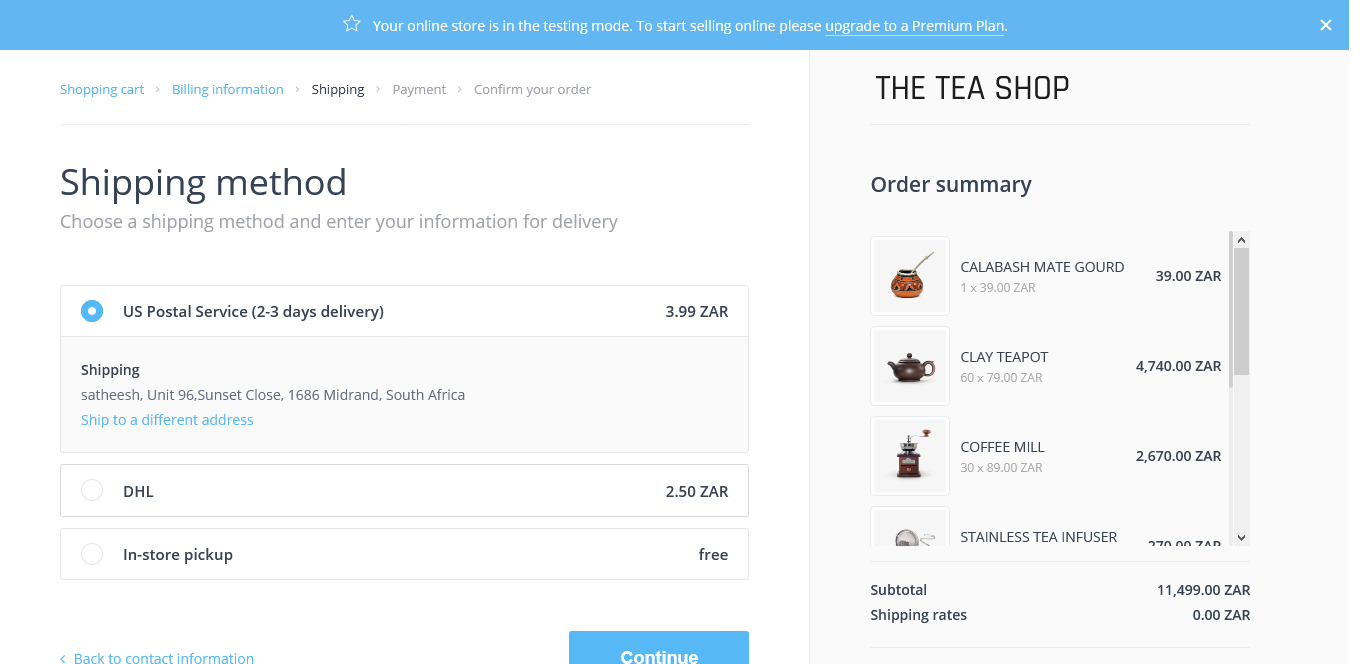 Your online store is in the testing mode. To start selling online please upgrade to a Premium Plan.
Shopping cart › Billing information › Shipping › Payment › Confirm your order
THE TEA SHOP
Shipping method
Choose a shipping method and enter your information for delivery
US Postal Service (2-3 days delivery) 3.99 ZAR
Shipping
satheesh, Unit 96,Sunset Close, 1686 Midrand, South Africa
Ship to a different address
DHL 2.50 ZAR
In-store pickup free
‹ Back to contact information
Continue
Order summary
CALABASH MATE GOURD 39.00 ZAR
1 x 39.00 ZAR
CLAY TEAPOT 4,740.00 ZAR
60 x 79.00 ZAR
COFFEE MILL 2,670.00 ZAR
30 x 89.00 ZAR
STAINLESS TEA INFUSER 270.00 ZAR
Subtotal 11,499.00 ZAR
Shipping rates 0.00 ZAR